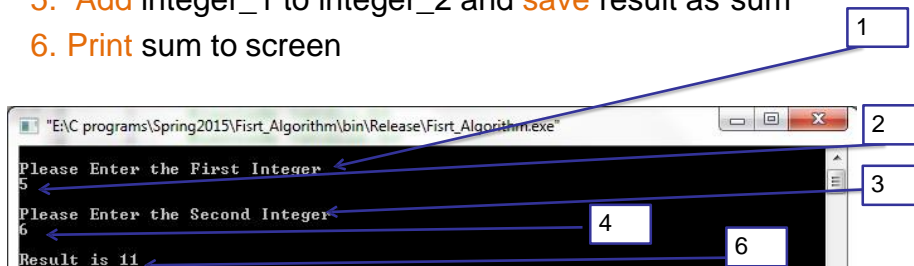 5. Add integer_1 to integer_2 and save result as sum
6. Print sum to screen
1
"E:\C programs\Spring2015\Fisrt_Algorithm\bin\Release\Fisrt_Algorithm.exe"
2
Please Enter the First Integer
5
3
Please Enter the Second Integer
6
4
6
Result is 11